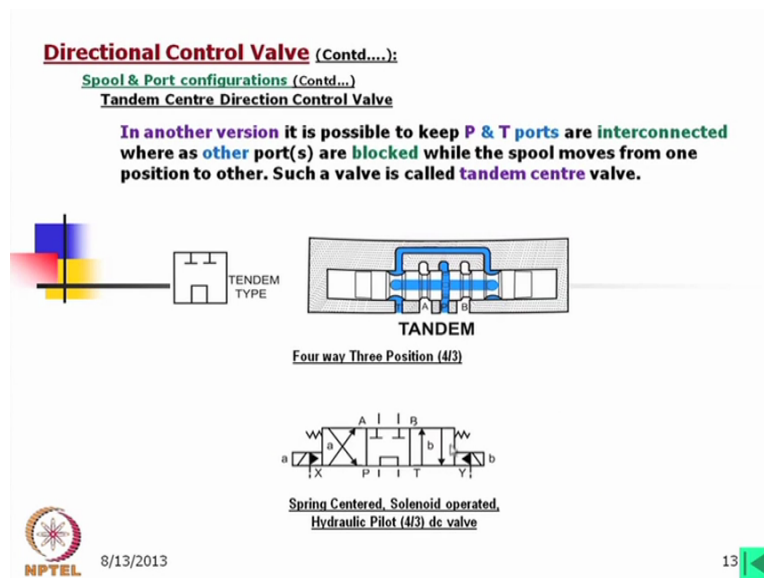 Directional Control Valve (Contd....):
Spool & Port configurations (Contd...)
Tandem Centre Direction Control Valve
In another version it is possible to keep P & T ports are interconnected
where as other port(s) are blocked while the spool moves from one
position to other. Such a valve is called tandem centre valve.
TENDEM
TYPE
T A P B
TANDEM
Four way Three Position (4/3)
A B
a b
a b
X P T Y
Spring Centered, Solenoid operated,
Hydraulic Pilot (4/3) dc valve
NPTEL
8/13/2013
13